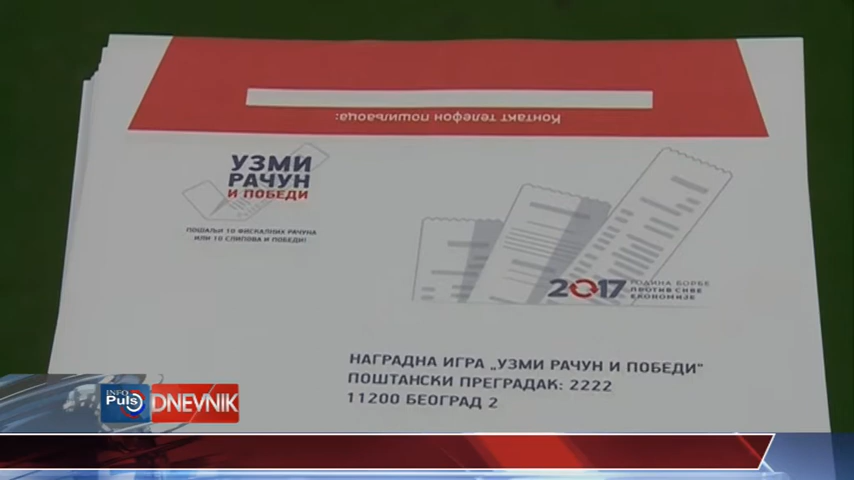 Контакт телефон пошиљаоца:
УЗМИ
РАЧУН
И ПОБЕДИ
ПОШАЉИ 10 ФИСКАЛНИХ РАЧУНА
ИЛИ 10 СЛИПОВА И ПОБЕДИ!
2017 ГОДИНА БОРБЕ
ПРОТИВ СИВЕ
ЕКОНОМИЈЕ
НАГРАДНА ИГРА „УЗМИ РАЧУН И ПОБЕДИ“
ПОШТАНСКИ ПРЕГРАДАК: 2222
11200 БЕОГРАД 2
INFO
Puls
DNEVNIK